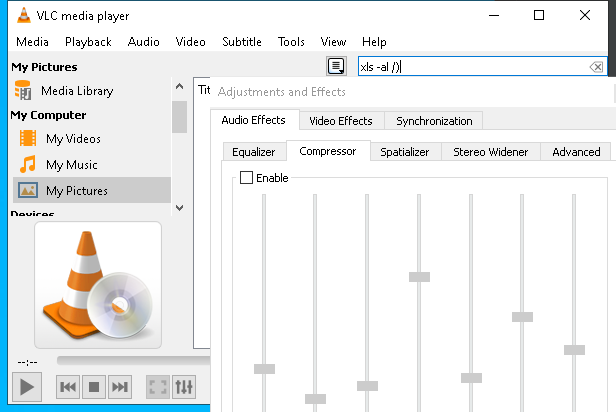 VLC media player
Media Playback Audio Video Subtitle Tools View Help
My Pictures
xls -al /)
Media Library
My Computer
My Videos
My Music
My Pictures
Adjustments and Effects
Audio Effects Video Effects Synchronization
Equalizer Compressor Spatializer Stereo Widener Advanced
Enable
--:--